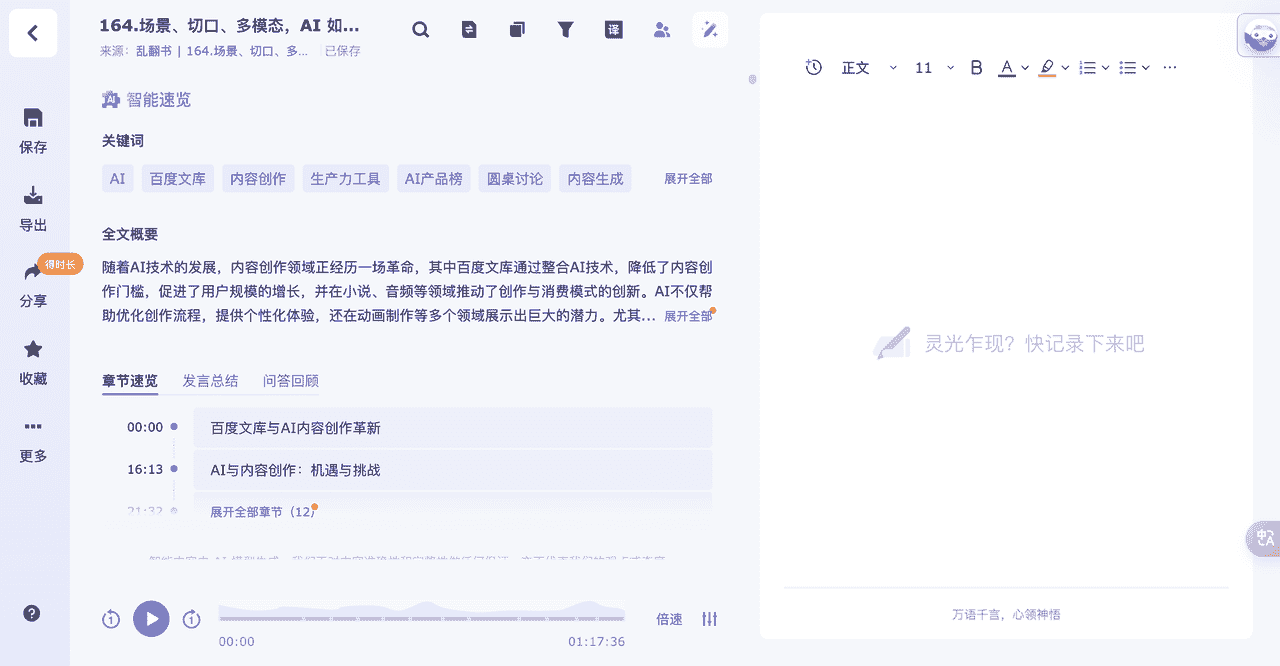 164.场景、切口、多模态，AI 如...
来源：乱翻书 | 164.场景、切口、多... 已保存
译
保存
导出
得时长
分享
收藏
更多
AI 智能速览
关键词
AI 百度文库 内容创作 生产力工具 AI产品榜 圆桌讨论 内容生成 展开全部
全文概要
随着AI技术的发展，内容创作领域正经历一场革命，其中百度文库通过整合AI技术，降低了内容创
作门槛，促进了用户规模的增长，并在小说、音频等领域推动了创作与消费模式的创新。AI不仅帮
助优化创作流程，提供个性化体验，还在动画制作等多个领域展示出巨大的潜力。尤其... 展开全部
章节速览 发言总结 问答回顾
00:00 百度文库与AI内容创作革新
16:13 AI与内容创作：机遇与挑战
21:32 展开全部章节（12）
1 1 倍速
00:00 01:17:36
正文 11 B A
灵光乍现？快记录下来吧
万语千言，心领神悟